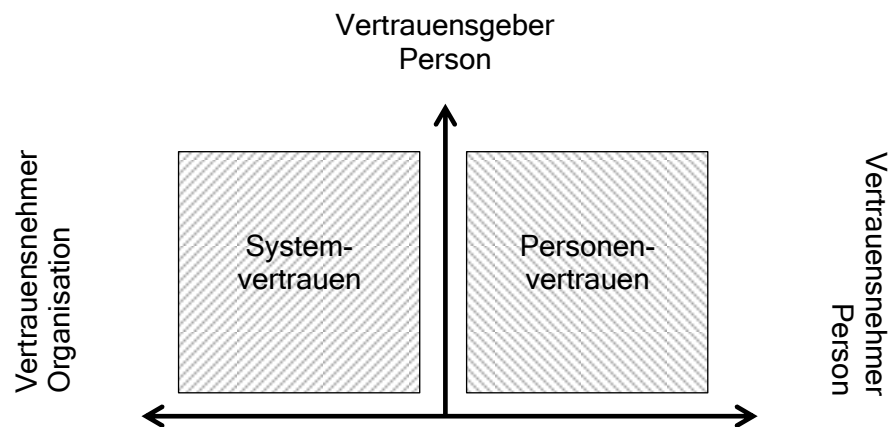 Vertrauensgeber
Person
Vertrauensnehmer
Organisation
System-
vertrauen
Personen-
vertrauen
Vertrauensnehmer
Person